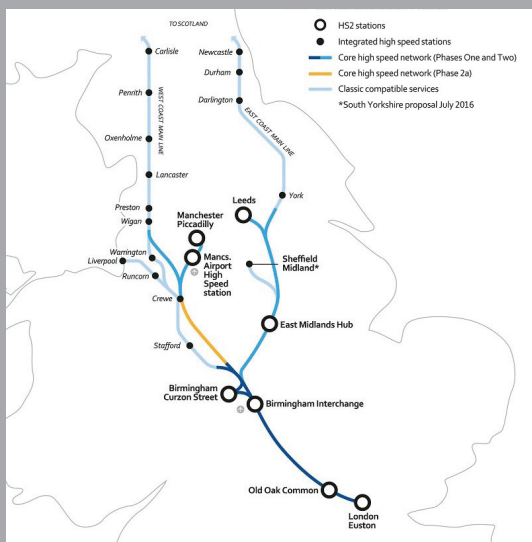 TO SCOTLAND
HS2 stations
Integrated high speed stations
Core high speed network (Phases One and Two)
Core high speed network (Phase 2a)
Classic compatible services
*South Yorkshire proposal July 2016
Carlisle
Newcastle
Durham
Penrith
Darlington
WEST COAST MAIN LINE
EAST COAST MAIN LINE
Oxenholme
Lancaster
York
Preston
Leeds
Wigan
Manchester
Piccadilly
Warrington
Liverpool
Runcorn
Mancs.
Airport
High
Speed
station
Sheffield
Midland*
Crewe
East Midlands Hub
Stafford
Birmingham
Curzon Street
Birmingham Interchange
Old Oak Common
London
Euston